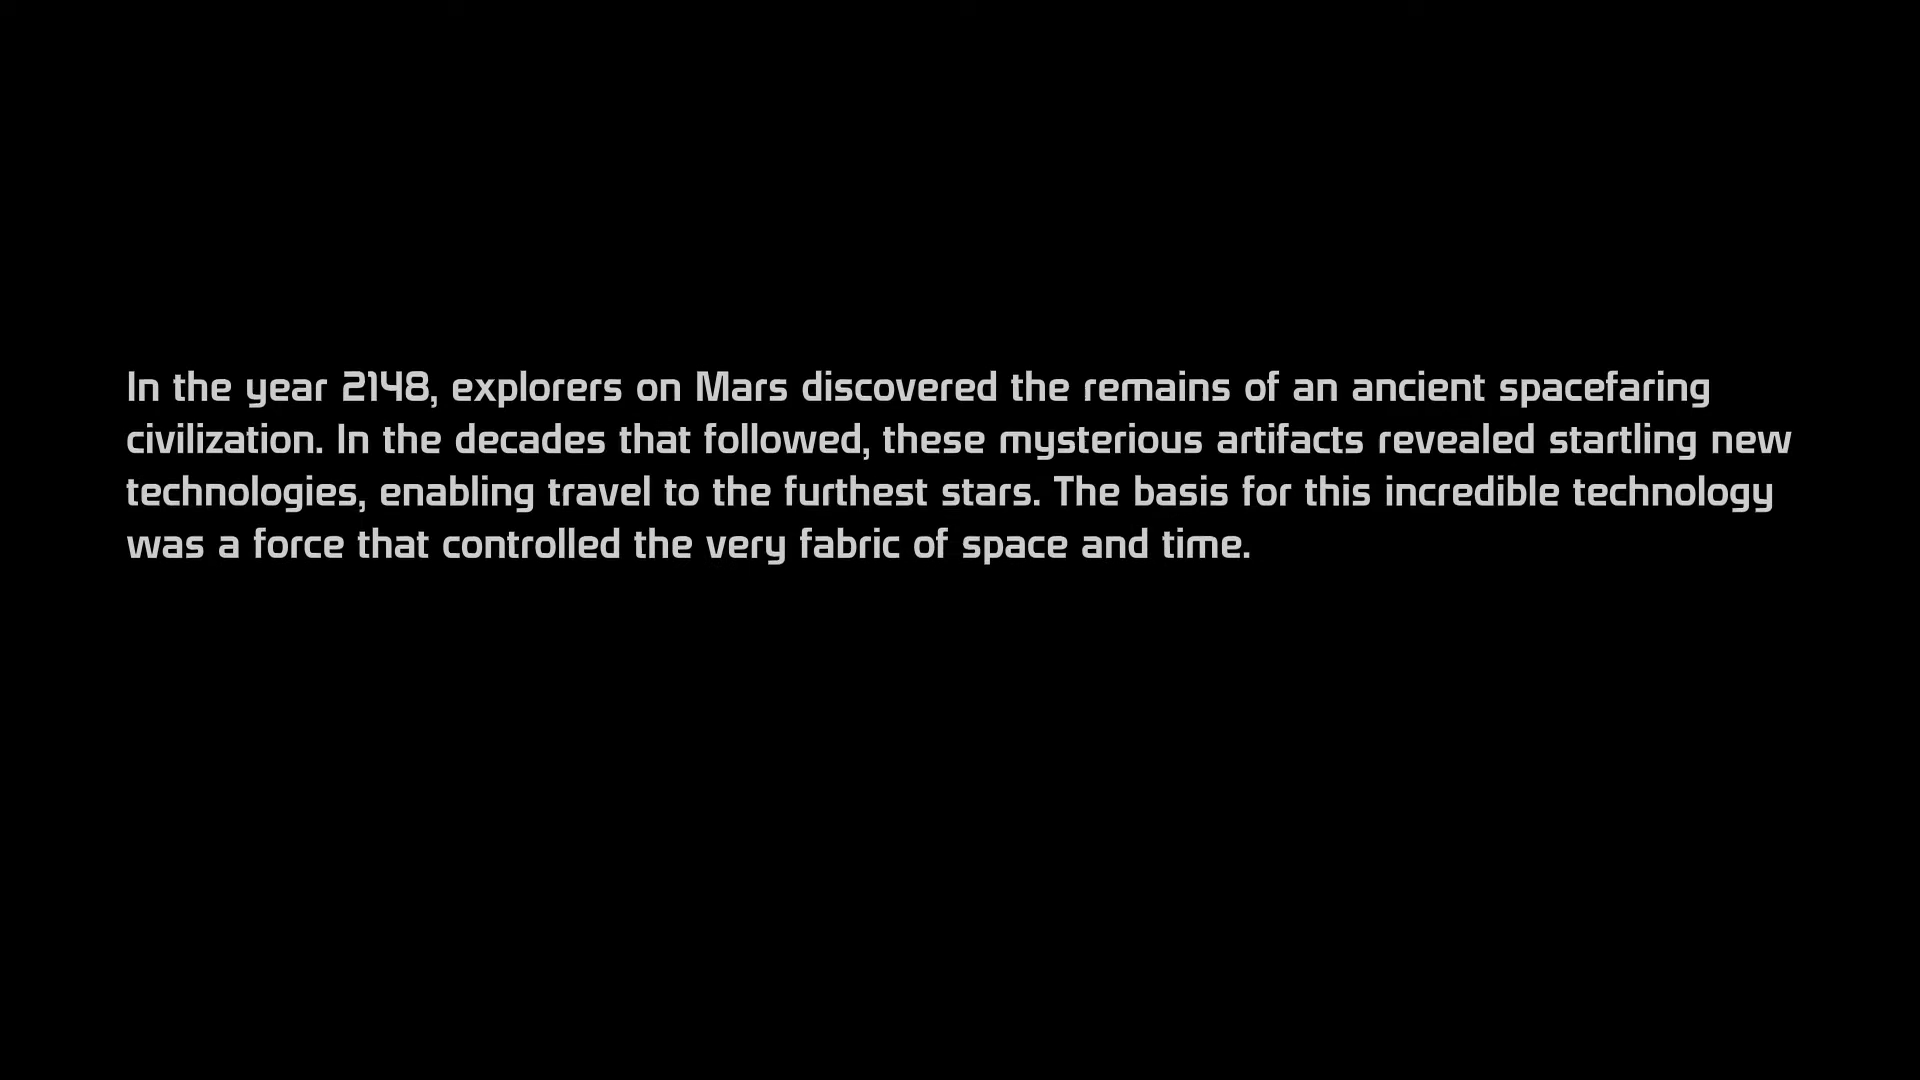 In the year 2148, explorers on Mars discovered the remains of an ancient spacefaring
civilization. In the decades that followed, these mysterious artifacts revealed startling new
technologies, enabling travel to the furthest stars. The basis for this incredible technology
was a force that controlled the very fabric of space and time.